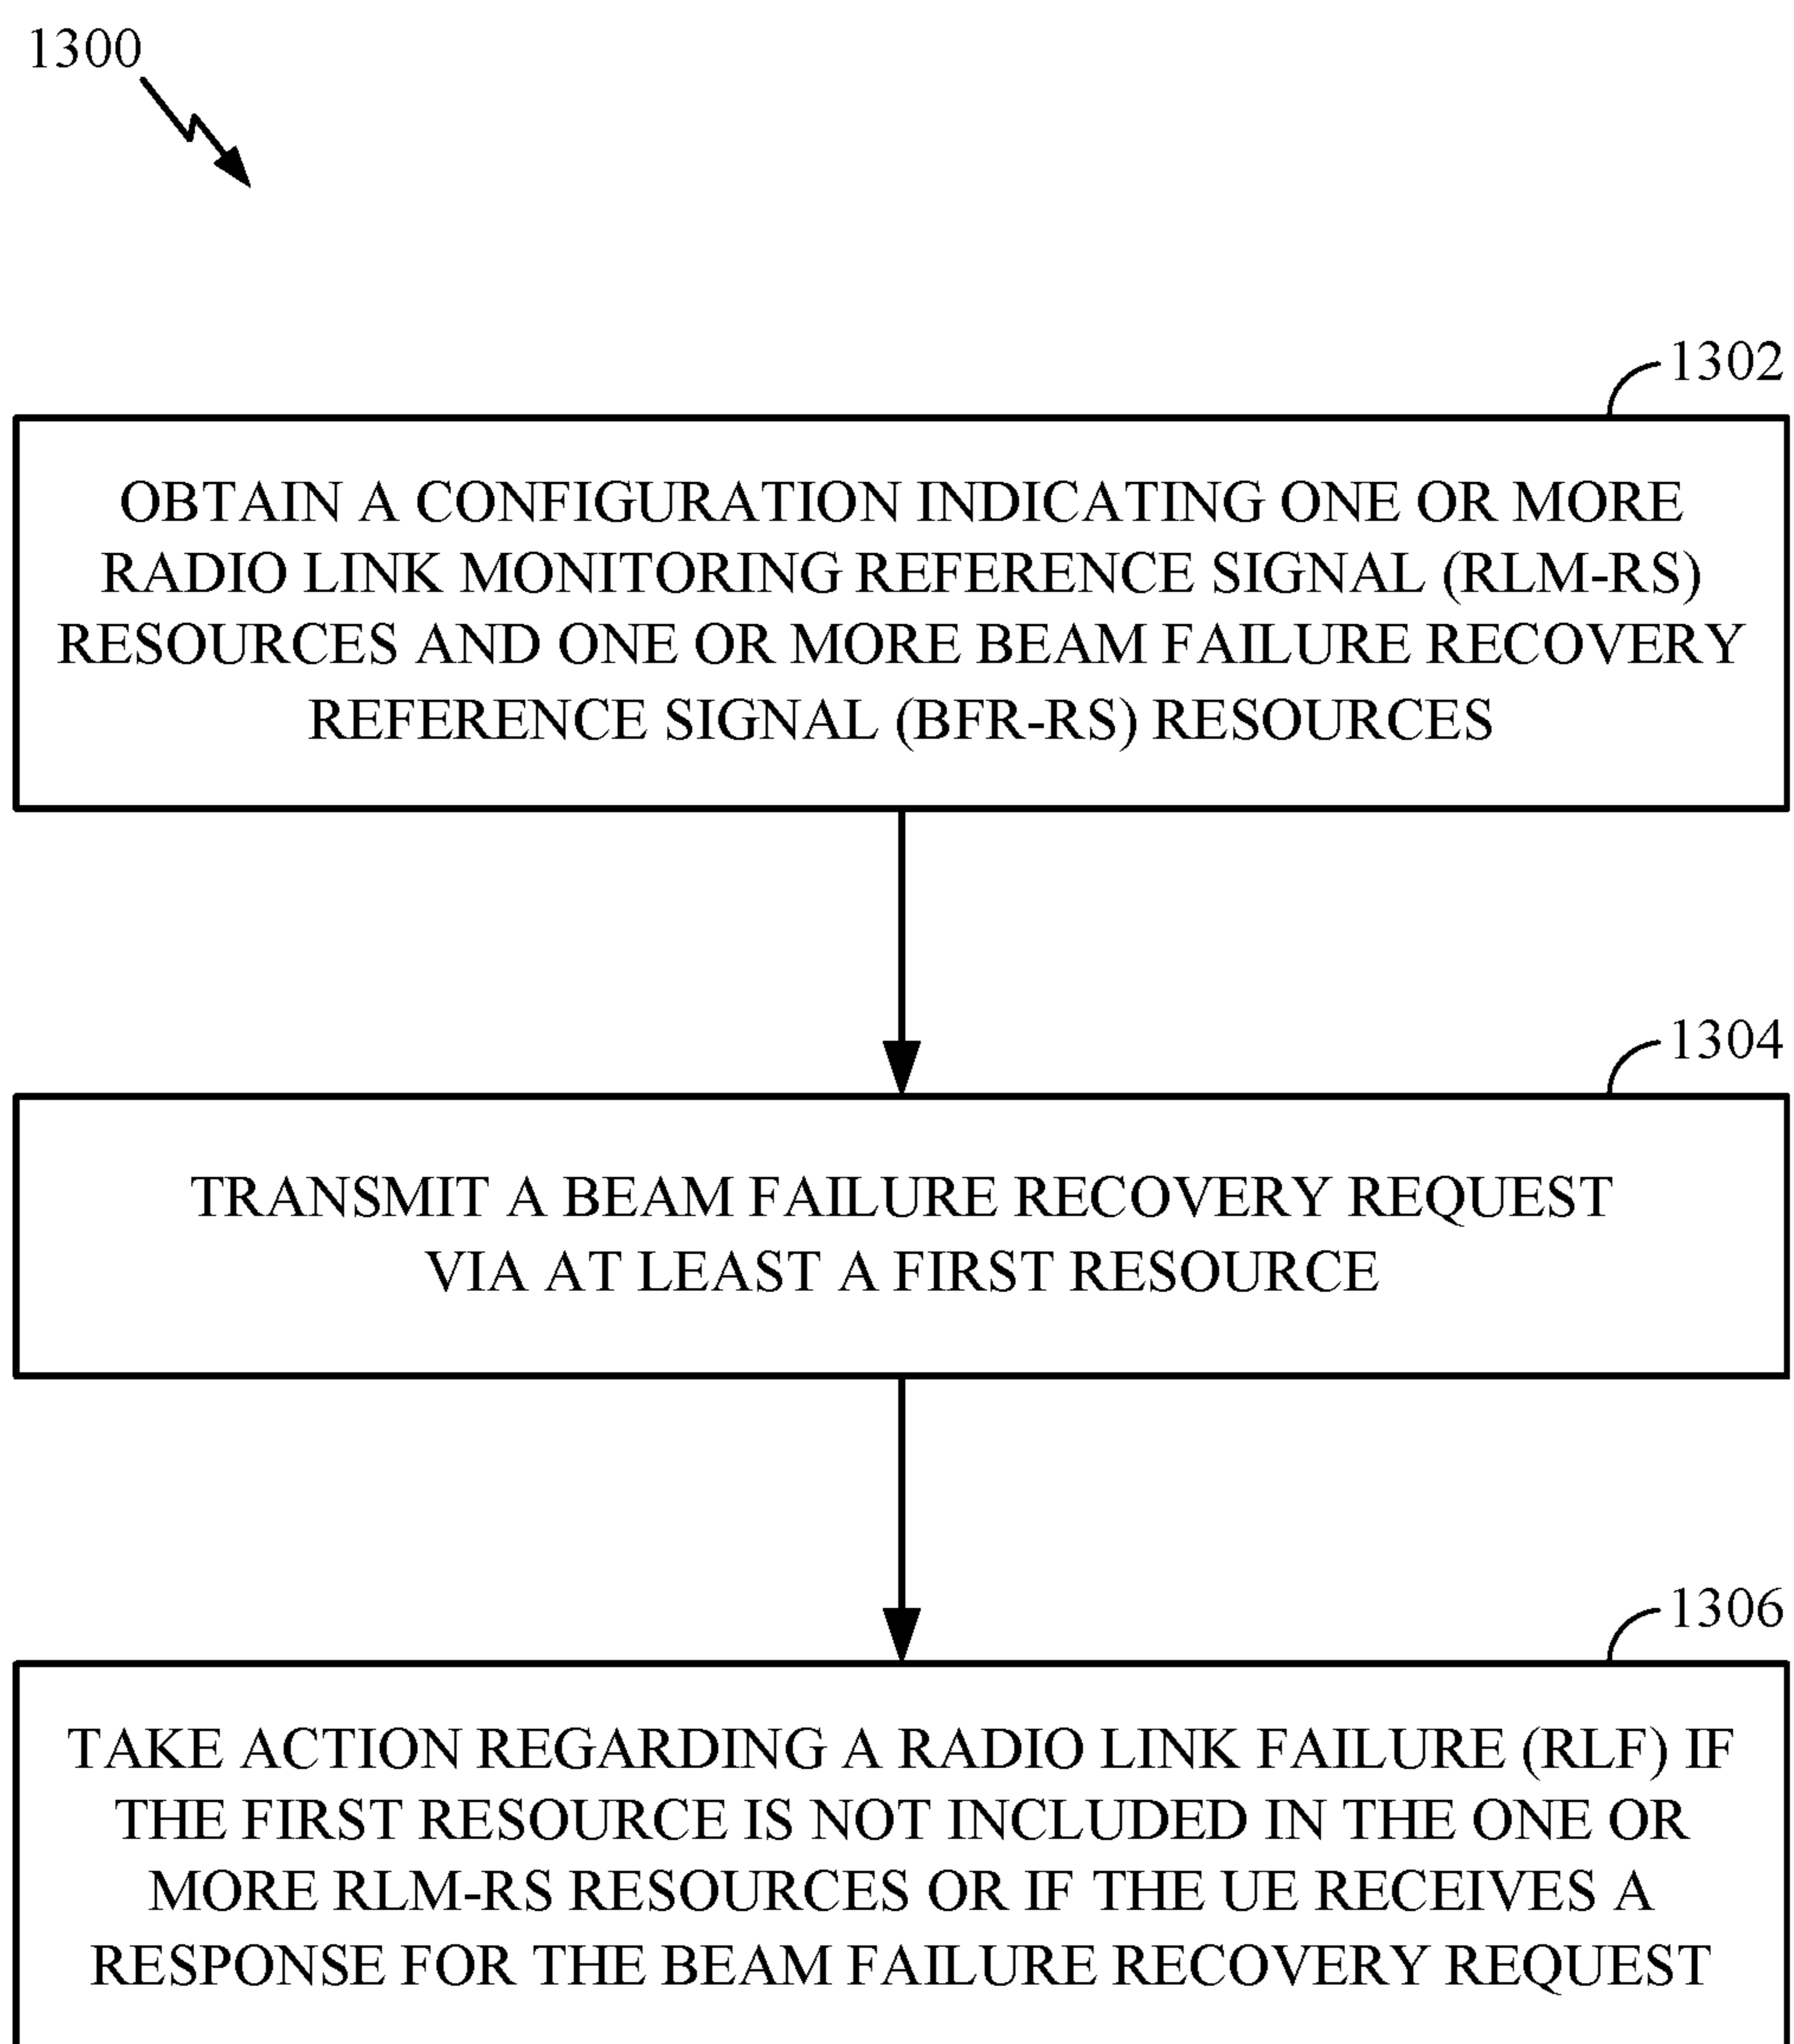 1300
1302
OBTAIN A CONFIGURATION INDICATING ONE OR MORE
RADIO LINK MONITORING REFERENCE SIGNAL (RLM-RS)
RESOURCES AND ONE OR MORE BEAM FAILURE RECOVERY
REFERENCE SIGNAL (BFR-RS) RESOURCES
1304
TRANSMIT A BEAM FAILURE RECOVERY REQUEST
VIA AT LEAST A FIRST RESOURCE
1306
TAKE ACTION REGARDING A RADIO LINK FAILURE (RLF) IF
THE FIRST RESOURCE IS NOT INCLUDED IN THE ONE OR
MORE RLM-RS RESOURCES OR IF THE UE RECEIVES A
RESPONSE FOR THE BEAM FAILURE RECOVERY REQUEST